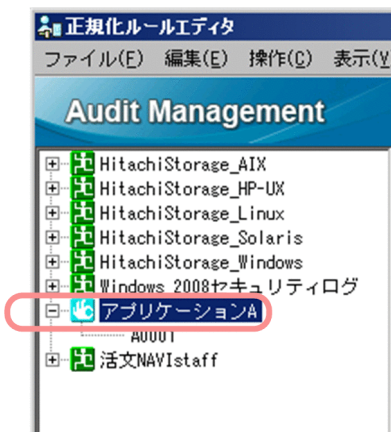 正規化ルールエディタ
ファイル(F) 編集(E) 操作(C) 表示(V
Audit Management
HitachiStorage_AIX
HitachiStorage_HP-UX
HitachiStorage_Linux
HitachiStorage_Solaris
HitachiStorage_Windows
Windows 2008セキュリティログ
アプリケーションA
A0001
活文NAVIstaff